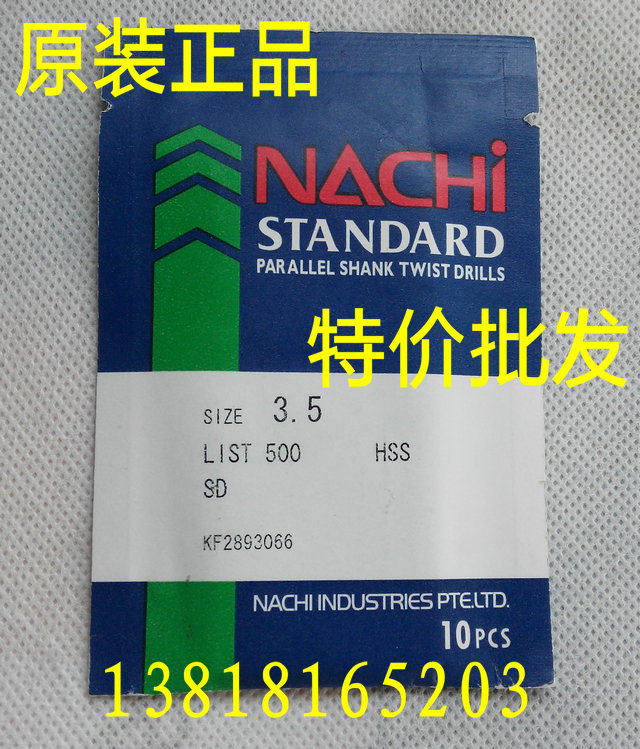 原装正品
NACHi
STANDARD
PARALLEL SHANK TWIST DRILLS
特价批发
SIZE 3.5
LIST 500 HSS
SD
KF2893066
NACHI INDUSTRIES PTE.LTD.
10PCS
13818165203